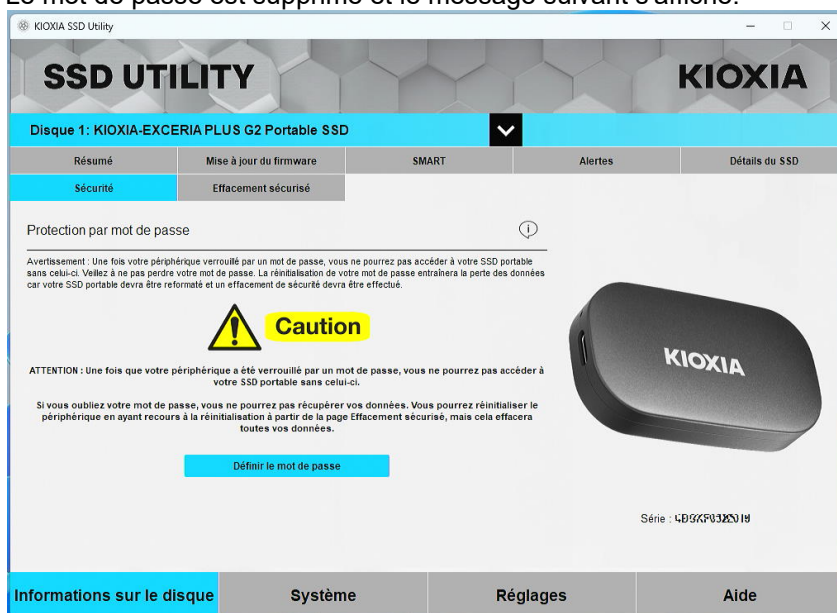 Le mot de passe est supprimé et le message suivant s'affiche.
KIOXIA SSD Utility
SSD UTILITY
KIOXIA
Disque 1: KIOXIA-EXCERIA PLUS G2 Portable SSD
Résumé
Mise à jour du firmware
SMART
Alertes
Détails du SSD
Sécurité
Effacement sécurisé
Protection par mot de passe
Avertissement : Une fois votre périphérique verrouillé par un mot de passe, vous ne pourrez pas accéder à votre SSD portable
sans celui-ci. Veillez à ne pas perdre votre mot de passe. La réinitialisation de votre mot de passe entraînera la perte des données
car votre SSD portable devra être reformaté et un effacement de sécurité devra être effectué.
Caution
ATTENTION : Une fois que votre périphérique a été verrouillé par un mot de passe, vous ne pourrez pas accéder à
votre SSD portable sans celui-ci.
Si vous oubliez votre mot de passe, vous ne pourrez pas récupérer vos données. Vous pourrez réinitialiser le
périphérique en ayant recours à la réinitialisation à partir de la page Effacement sécurisé, mais cela effacera
toutes vos données.
Définir le mot de passe
KIOXIA
Série :
Informations sur le disque
Système
Réglages
Aide